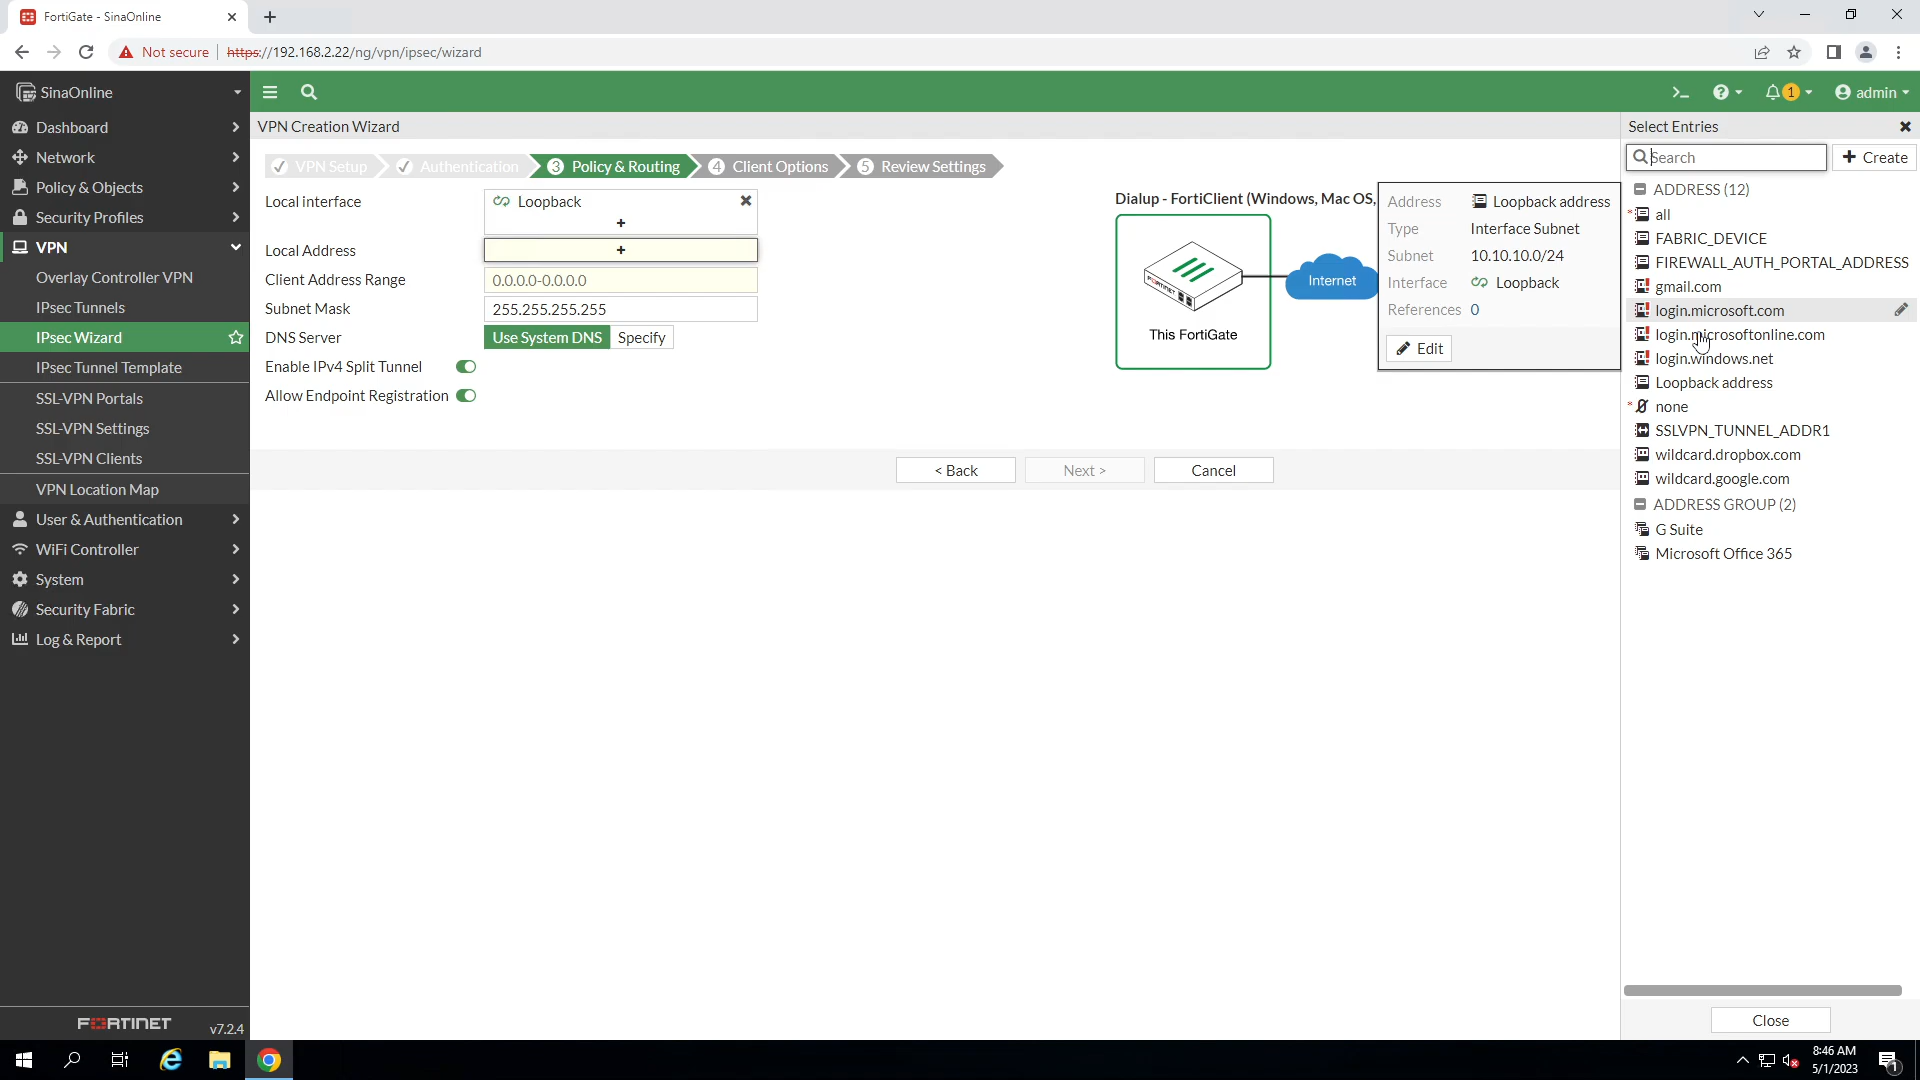 FortiGate - SinaOnline
Not secure
https://192.168.2.22/ng/vpn/ipsec/wizard
SinaOnline
1
admin
Dashboard
Network
Policy & Objects
Security Profiles
VPN
Overlay Controller VPN
IPsec Tunnels
IPsec Wizard
IPsec Tunnel Template
SSL-VPN Portals
SSL-VPN Settings
SSL-VPN Clients
VPN Location Map
User & Authentication
WiFi Controller
System
Security Fabric
Log & Report
FORTINET
v7.2.4
VPN Creation Wizard
VPN Setup
Authentication
3 Policy & Routing
4 Client Options
5 Review Settings
Local interface
Loopback
+
Local Address
+
Client Address Range
0.0.0.0-0.0.0.0
Subnet Mask
255.255.255.255
DNS Server
Use System DNS
Specify
Enable IPv4 Split Tunnel
Allow Endpoint Registration
Dialup - FortiClient (Windows, Mac OS,
FORTINET
This FortiGate
Internet
Address Loopback address
Type Interface Subnet
Subnet 10.10.10.0/24
Interface Loopback
References 0
Edit
< Back
Next >
Cancel
Select Entries
Search
+ Create
ADDRESS (12)
all
FABRIC_DEVICE
FIREWALL_AUTH_PORTAL_ADDRESS
gmail.com
login.microsoft.com
login.microsoftonline.com
login.windows.net
Loopback address
none
SSLVPN_TUNNEL_ADDR1
wildcard.dropbox.com
wildcard.google.com
ADDRESS GROUP (2)
G Suite
Microsoft Office 365
Close
8:46 AM
5/1/2023
1